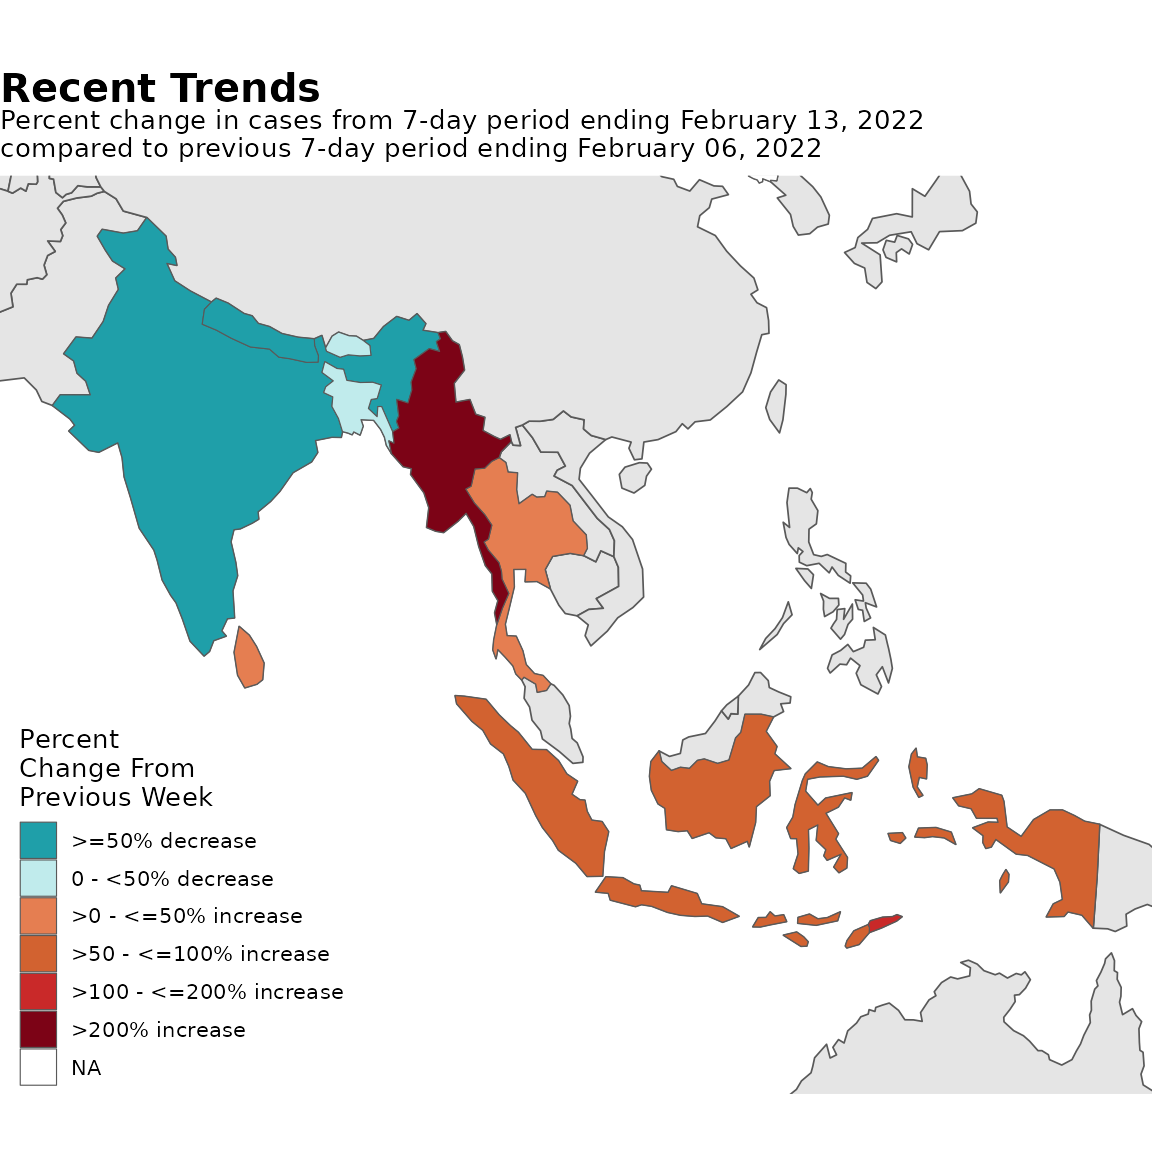 Recent Trends
Percent change in cases from 7-day period ending February 13, 2022
compared to previous 7-day period ending February 06, 2022
Percent
Change From
Previous Week
>=50% decrease
0 - <50% decrease
>0 - <=50% increase
>50 - <=100% increase
>100 - <=200% increase
>200% increase
NA